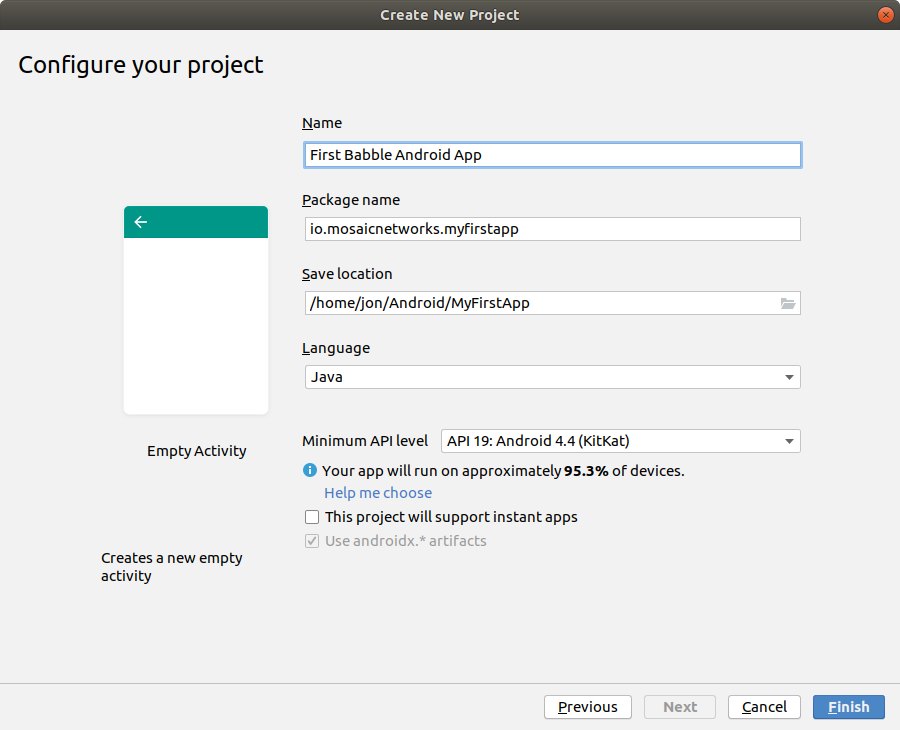 Create New Project
Configure your project
Name
First Babble Android App
Package name
io.mosaicnetworks.myfirstapp
Save location
/home/jon/Android/MyFirstApp
Language
Java
Empty Activity
Creates a new empty
activity
Minimum API level API 19: Android 4.4 (KitKat)
Your app will run on approximately 95.3% of devices.
Help me choose
This project will support instant apps
Use androidx.* artifacts
Previous Next Cancel Finish